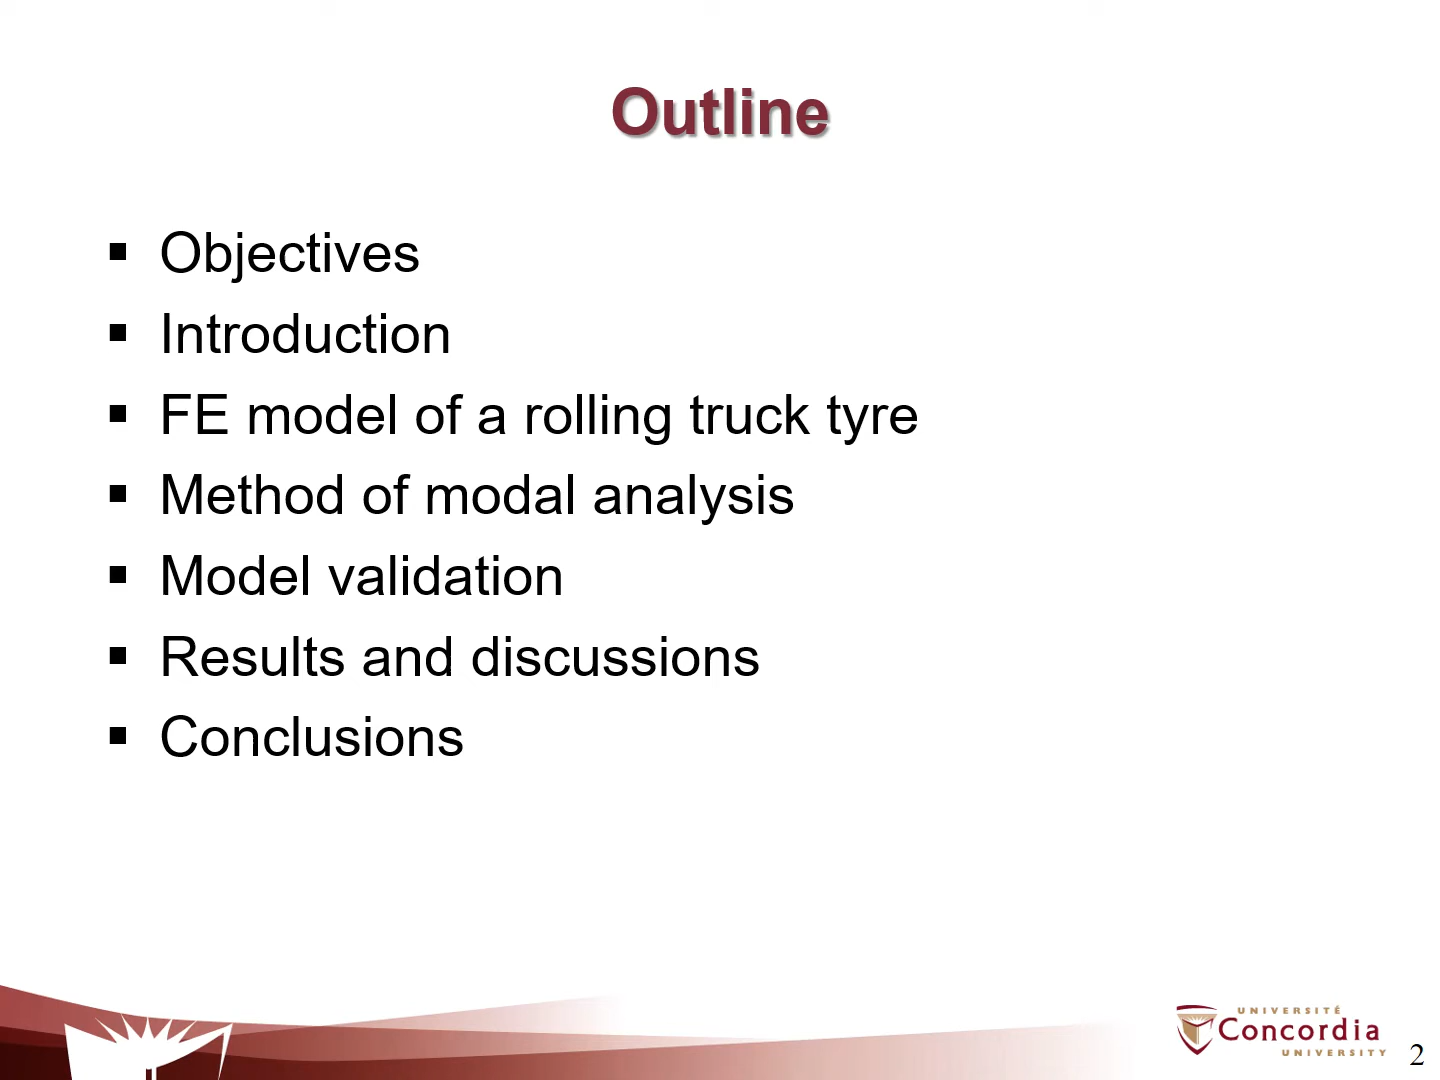 Outline
▪ Objectives
▪ Introduction
▪ FE model of a rolling truck tyre
▪ Method of modal analysis
▪ Model validation
▪ Results and discussions
▪ Conclusions
UNIVERSITÉ
Concordia
UNIVERSITY
2